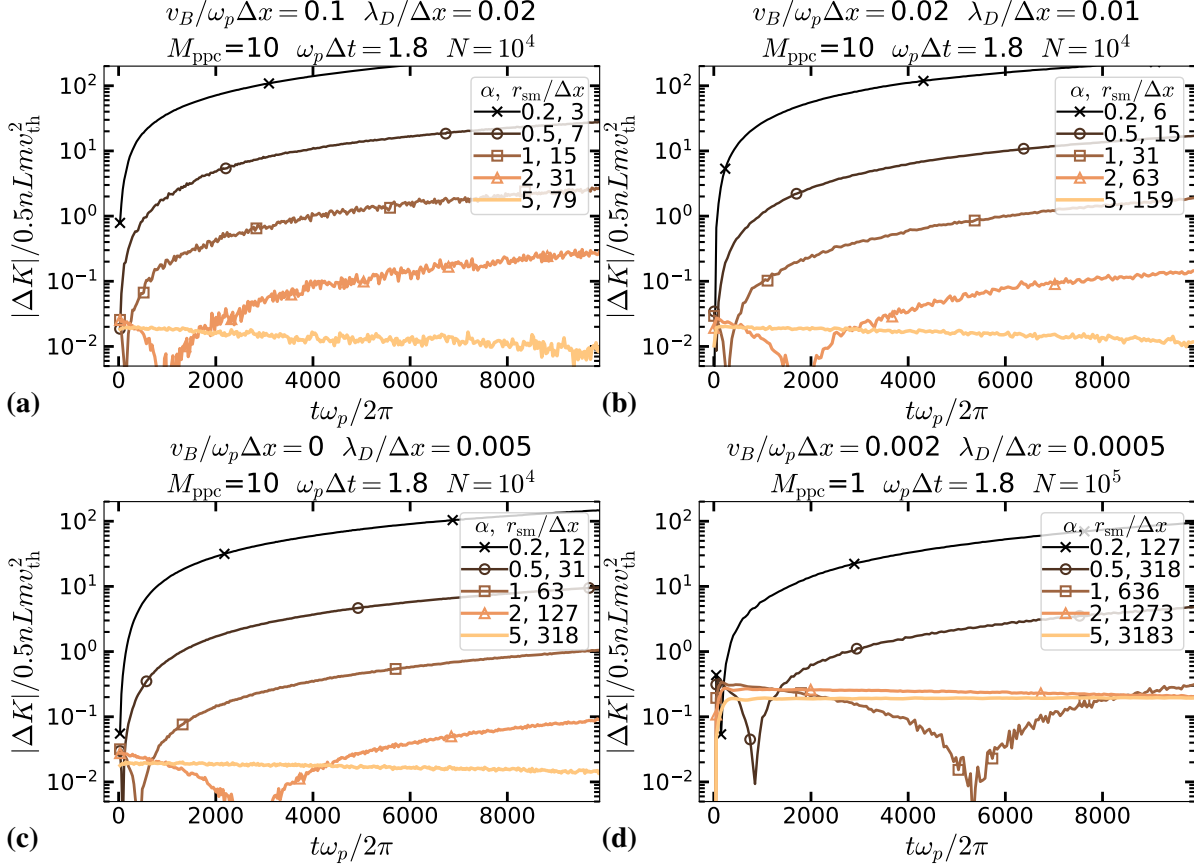 v_B/ω_pΔx = 0.1 λ_D/Δx = 0.02
M_ppc=10 ω_pΔt = 1.8 N = 10^4
|ΔK|/0.5nLmv_th^2
10^2
10^1
10^0
10^−1
10^−2
α, r_sm/Δx
0.2, 3
0.5, 7
1, 15
2, 31
5, 79
0 2000 4000 6000 8000
tω_p/2π
(a)
v_B/ω_pΔx = 0.02 λ_D/Δx = 0.01
M_ppc=10 ω_pΔt = 1.8 N = 10^4
|ΔK|/0.5nLmv_th^2
10^2
10^1
10^0
10^−1
10^−2
α, r_sm/Δx
0.2, 6
0.5, 15
1, 31
2, 63
5, 159
0 2000 4000 6000 8000
tω_p/2π
(b)
v_B/ω_pΔx = 0 λ_D/Δx = 0.005
M_ppc=10 ω_pΔt = 1.8 N = 10^4
|ΔK|/0.5nLmv_th^2
10^2
10^1
10^0
10^−1
10^−2
α, r_sm/Δx
0.2, 12
0.5, 31
1, 63
2, 127
5, 318
0 2000 4000 6000 8000
tω_p/2π
(c)
v_B/ω_pΔx = 0.002 λ_D/Δx = 0.0005
M_ppc=1 ω_pΔt = 1.8 N = 10^5
|ΔK|/0.5nLmv_th^2
10^2
10^1
10^0
10^−1
10^−2
α, r_sm/Δx
0.2, 127
0.5, 318
1, 636
2, 1273
5, 3183
0 2000 4000 6000 8000
tω_p/2π
(d)